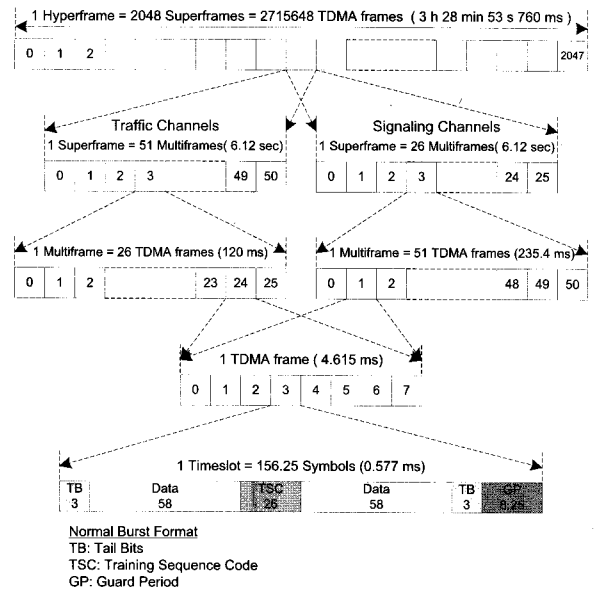 1 Hyperframe = 2048 Superframes = 2715648 TDMA frames ( 3 h 28 min 53 s 760 ms )
0 1 2 2047
Traffic Channels
1 Superframe = 51 Multiframes( 6.12 sec)
0 1 2 3 49 50
Signaling Channels
1 Superframe = 26 Multiframes( 6.12 sec)
0 1 2 3 24 25
1 Multiframe = 26 TDMA frames (120 ms)
0 1 2 23 24 25
1 Multiframe = 51 TDMA frames (235.4 ms)
0 1 2 48 49 50
1 TDMA frame ( 4.615 ms)
0 1 2 3 4 5 6 7
1 Timeslot = 156.25 Symbols (0.577 ms)
TB Data TSC Data TB GP
3 58 26 58 3 8.25
Normal Burst Format
TB: Tail Bits
TSC: Training Sequence Code
GP: Guard Period